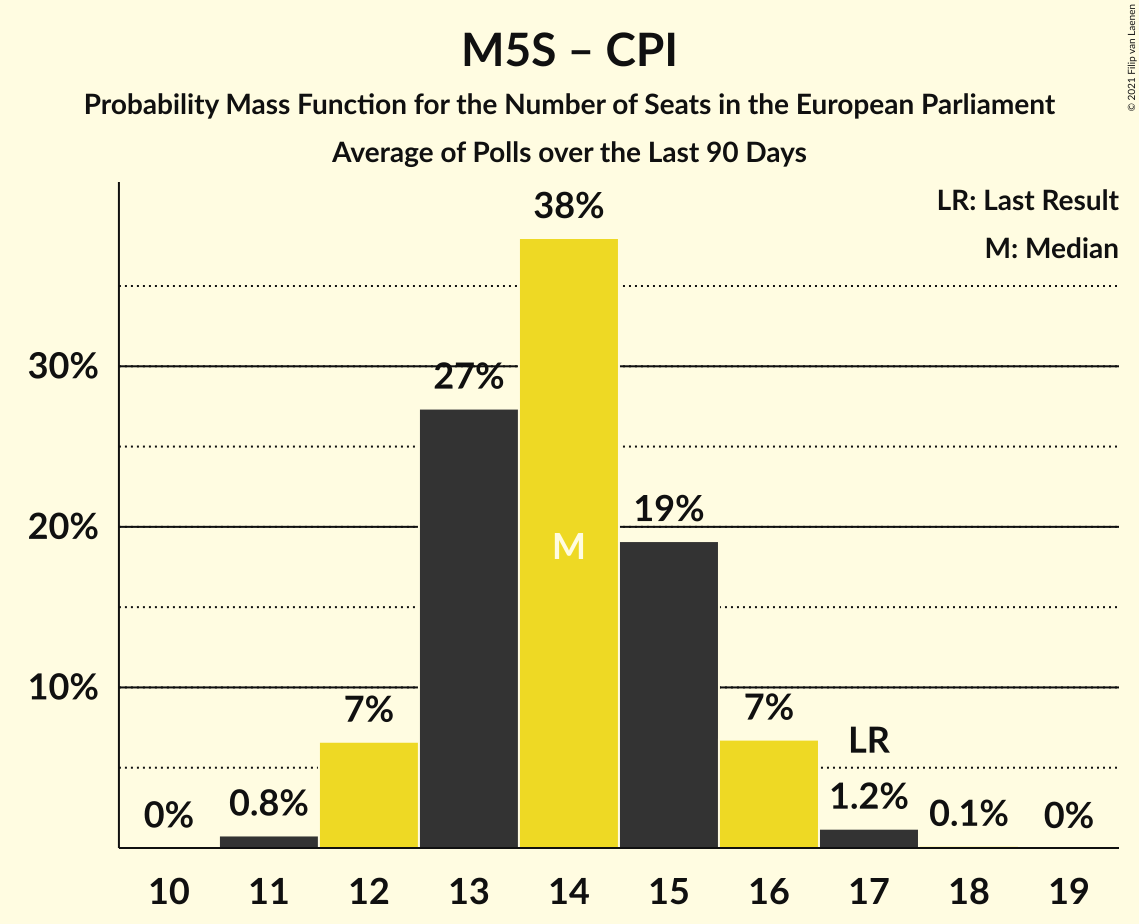 M5S – CPI
Probability Mass Function for the Number of Seats in the European Parliament
Average of Polls over the Last 90 Days
© 2021 Filip van Laenen
LR: Last Result
M: Median
38%
30%
27%
20%
19%
M
10%
7%
7%
LR
0%
0.8%
1.2%
0.1%
0%
10 11 12 13 14 15 16 17 18 19